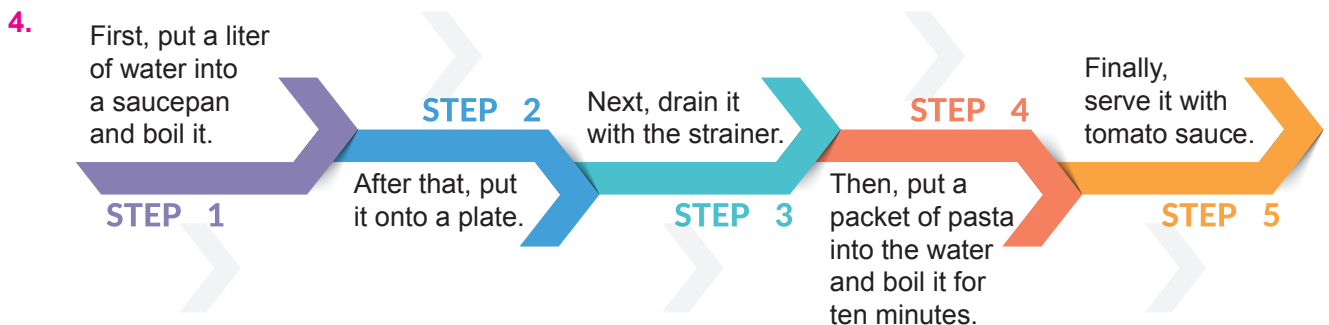 4.
First, put a liter
of water into
a saucepan
and boil it.
STEP 1
STEP 2
After that, put
it onto a plate.
Next, drain it
with the strainer.
STEP 3
STEP 4
Then, put a
packet of pasta
into the water
and boil it for
ten minutes.
Finally,
serve it with
tomato sauce.
STEP 5